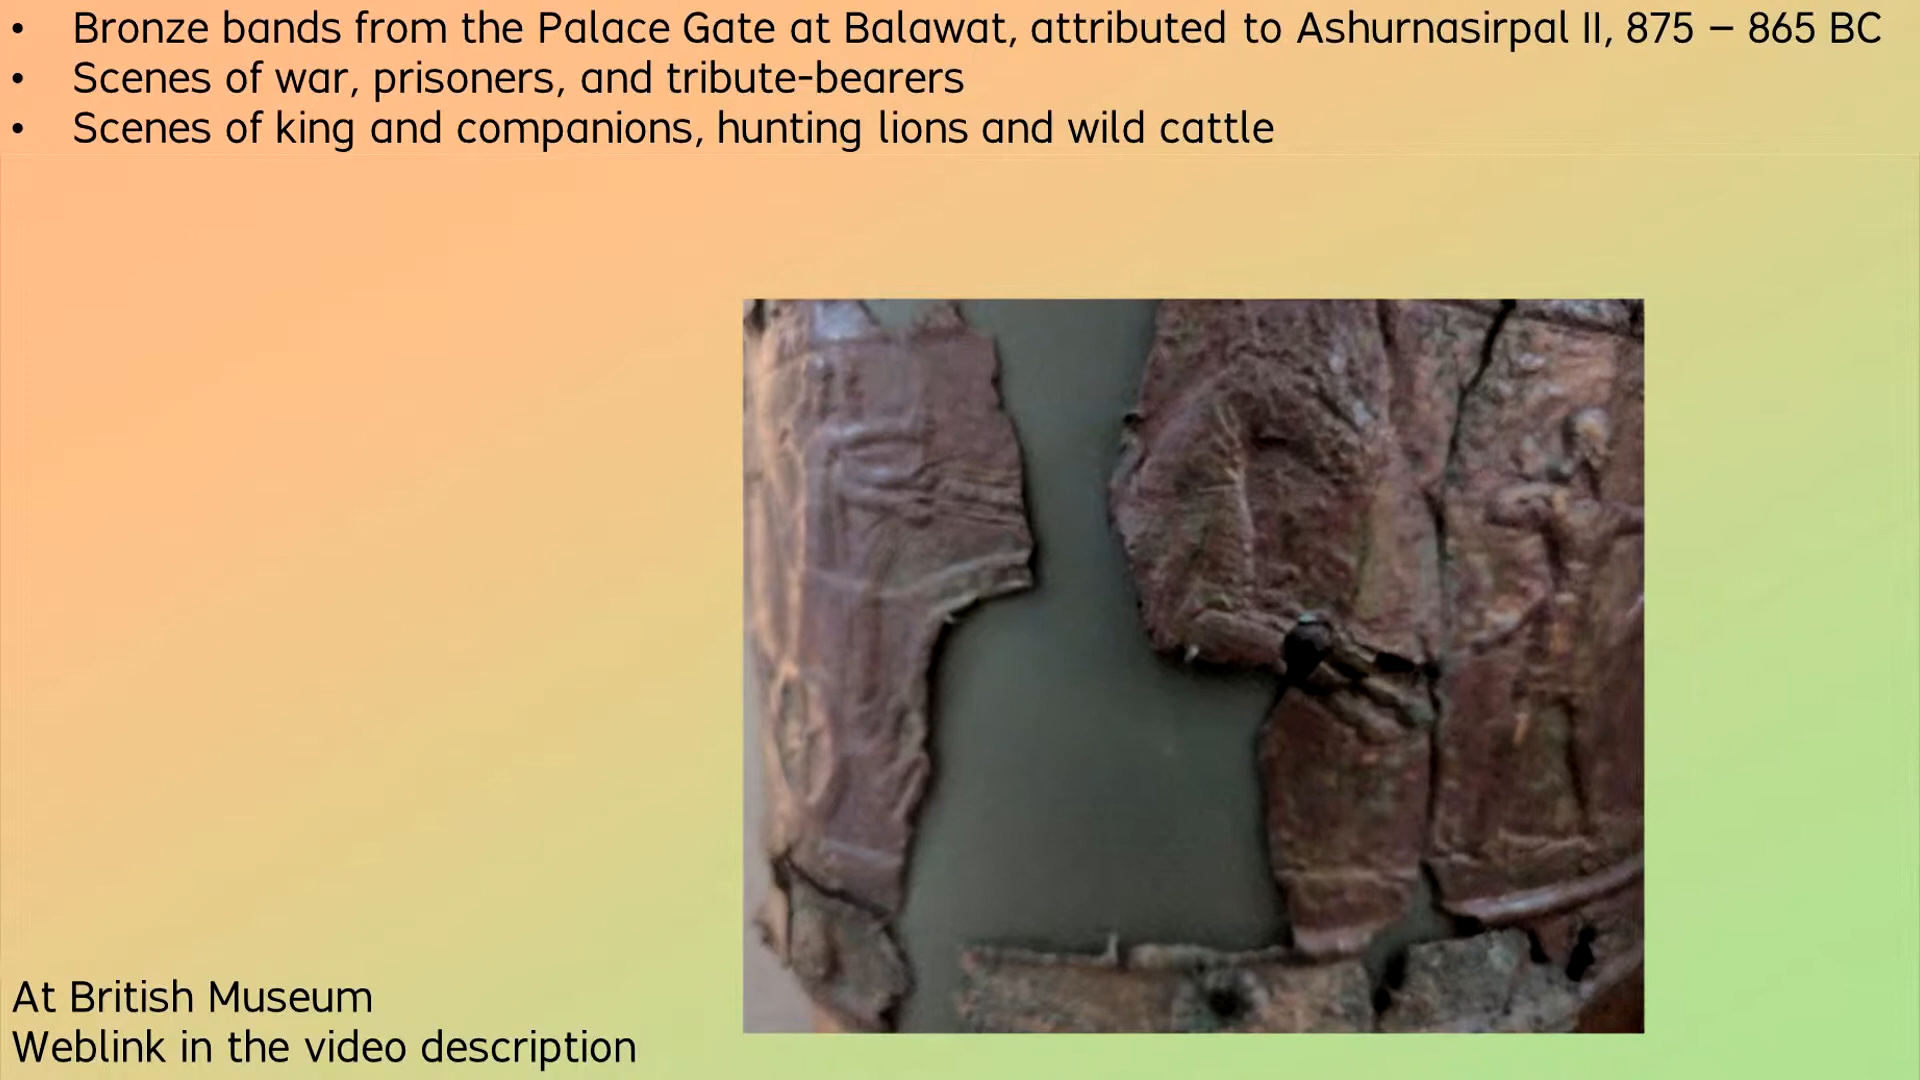 • Bronze bands from the Palace Gate at Balawat, attributed to Ashurnasirpal II, 875 – 865 BC
• Scenes of war, prisoners, and tribute-bearers
• Scenes of king and companions, hunting lions and wild cattle
At British Museum
Weblink in the video description